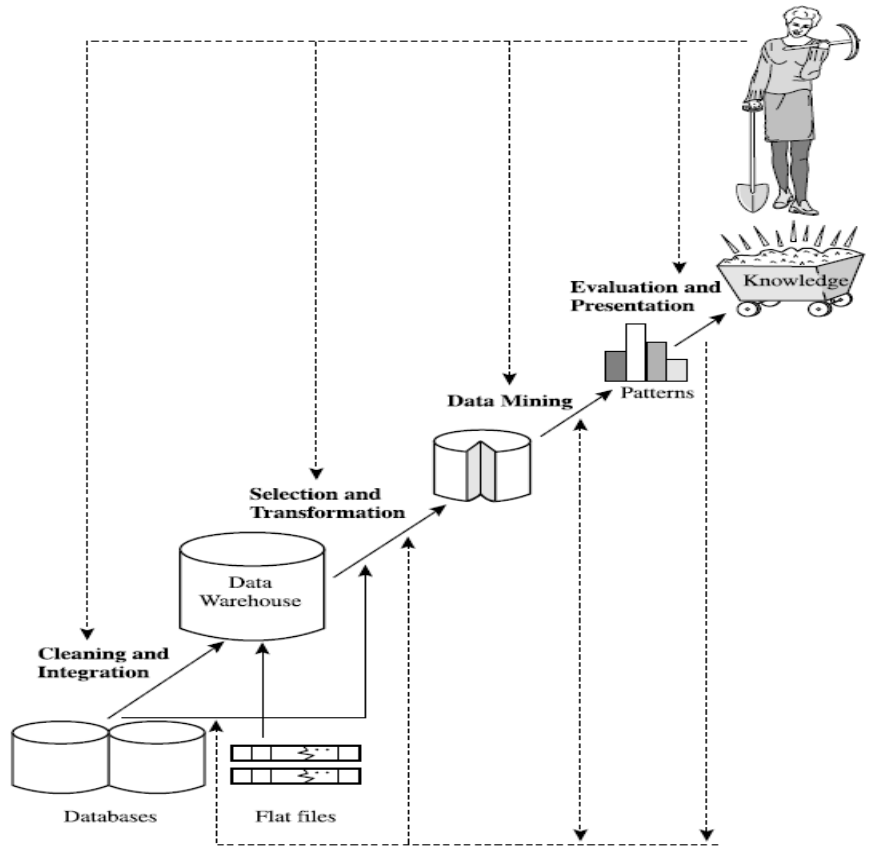 Knowledge
Evaluation and
Presentation
Patterns
Data Mining
Selection and
Transformation
Data
Warehouse
Cleaning and
Integration
Databases
Flat files